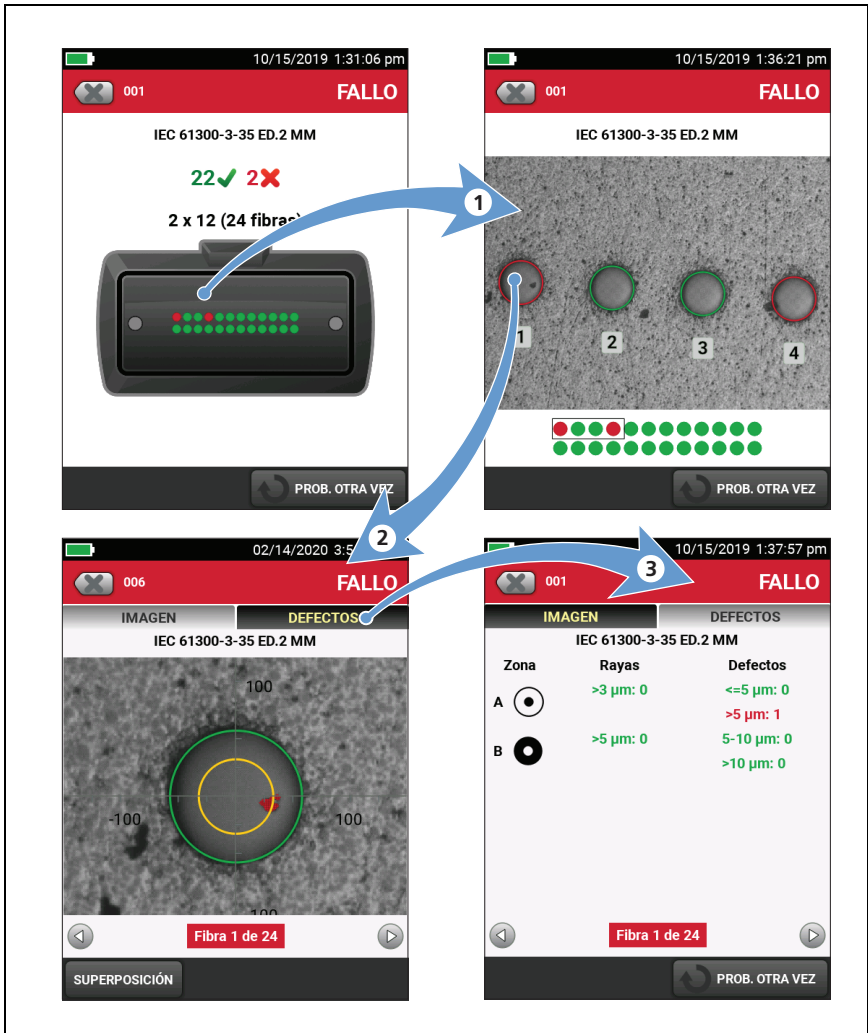 10/15/2019 1:31:06 pm
001 FALLO
IEC 61300-3-35 ED.2 MM
22 2
2 x 12 (24 fibras)
PROB. OTRA VEZ
1
10/15/2019 1:36:21 pm
001 FALLO
IEC 61300-3-35 ED.2 MM
1 2 3 4
PROB. OTRA VEZ
2
02/14/2020 3:5
006 FALLO
IMAGEN DEFECTOS
IEC 61300-3-35 ED.2 MM
100
-100 100
-100
Fibra 1 de 24
SUPERPOSICIÓN
3
10/15/2019 1:37:57 pm
001 FALLO
IMAGEN DEFECTOS
IEC 61300-3-35 ED.2 MM
Zona Rayas Defectos
A >3 µm: 0 <=5 µm: 0
>5 µm: 1
B >5 µm: 0 5-10 µm: 0
>10 µm: 0
Fibra 1 de 24
PROB. OTRA VEZ